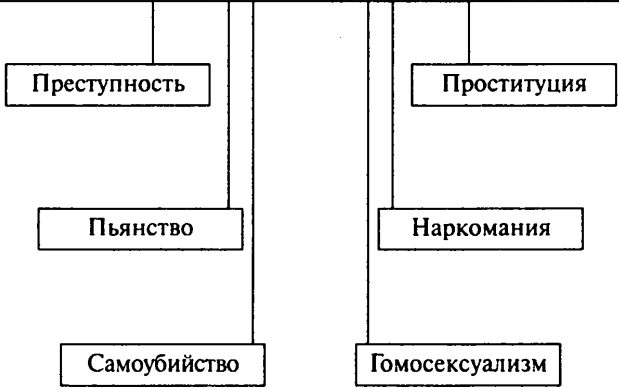 Преступность
Проституция
Пьянство
Наркомания
Самоубийство
Гомосексуализм